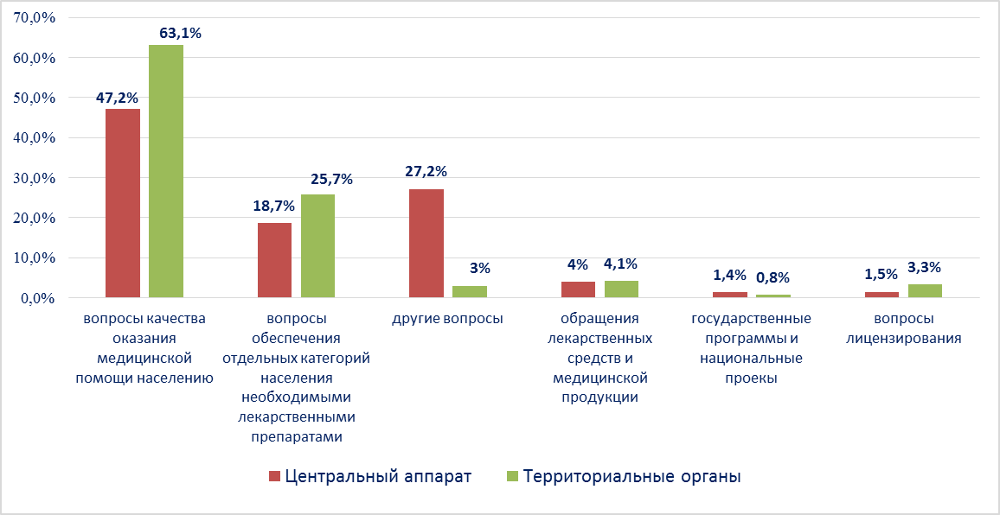 70,0%
60,0%
50,0%
40,0%
30,0%
20,0%
10,0%
0,0%
47,2%
63,1%
18,7%
25,7%
27,2%
3%
4%
4,1%
1,4%
0,8%
1,5%
3,3%
вопросы качества
оказания
медицинской
помощи населению
вопросы
обеспечения
отдельных категорий
населения
необходимыми
лекарственными
препаратами
другие вопросы
обращения
лекарственных
средств и
медицинской
продукции
государственные
программы и
национальные
проекы
вопросы
лицензирования
Центральный аппарат
Территориальные органы